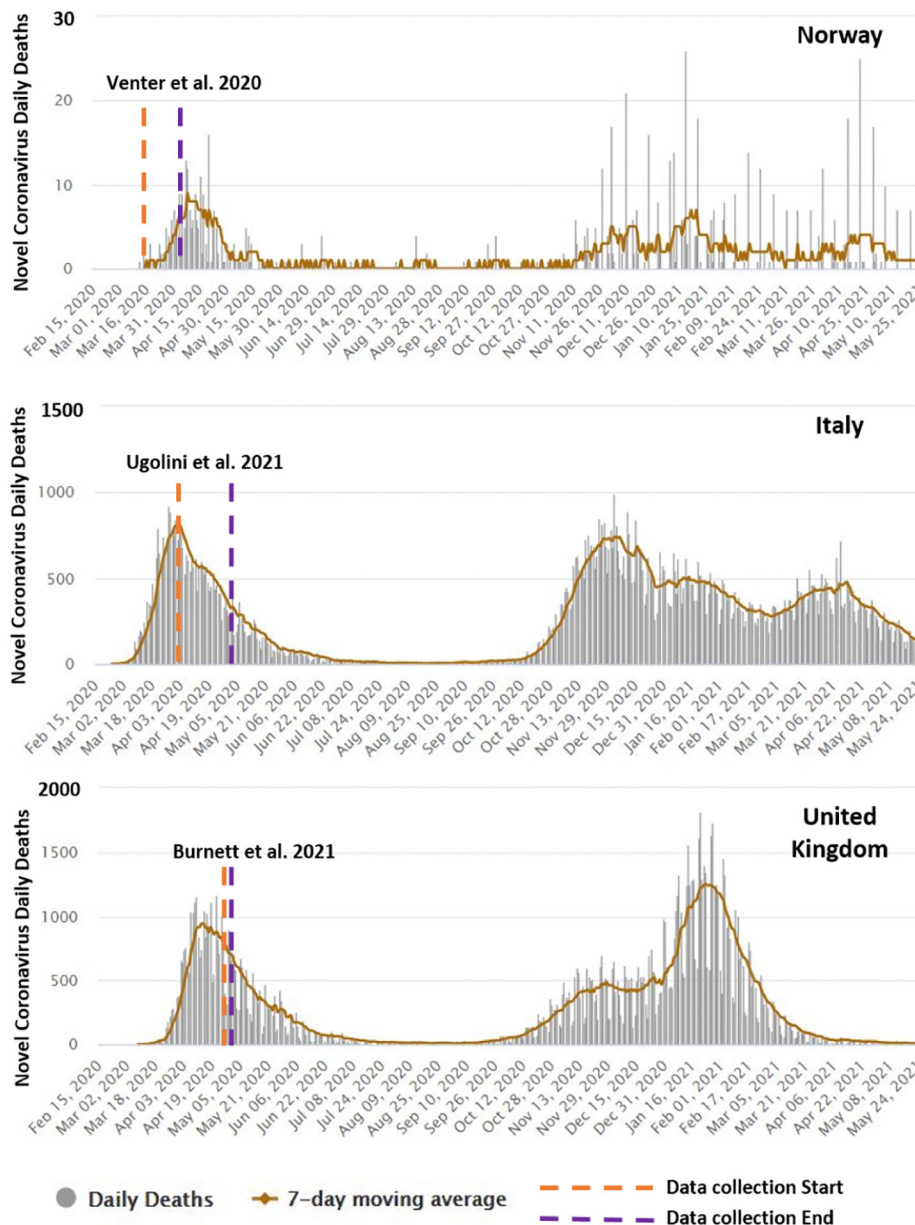 30
Norway
Venter et al. 2020
Novel Coronavirus Daily Deaths
20
10
0
Feb 15, 2020
Mar 01, 2020
Mar 16, 2020
Mar 31, 2020
Apr 15, 2020
Apr 30, 2020
May 15, 2020
May 30, 2020
Jun 14, 2020
Jun 29, 2020
Jul 14, 2020
Jul 29, 2020
Aug 13, 2020
Aug 28, 2020
Sep 12, 2020
Sep 27, 2020
Oct 12, 2020
Oct 27, 2020
Nov 11, 2020
Nov 26, 2020
Dec 11, 2020
Dec 26, 2020
Jan 10, 2021
Jan 25, 2021
Feb 09, 2021
Feb 24, 2021
Mar 11, 2021
Mar 26, 2021
Apr 10, 2021
Apr 25, 2021
May 10, 2021
May 25, 2021
1500
Italy
Ugolini et al. 2021
Novel Coronavirus Daily Deaths
1000
500
0
Feb 15, 2020
Mar 02, 2020
Mar 18, 2020
Apr 03, 2020
Apr 19, 2020
May 05, 2020
May 21, 2020
Jun 06, 2020
Jun 22, 2020
Jul 08, 2020
Jul 24, 2020
Aug 09, 2020
Aug 25, 2020
Sep 10, 2020
Sep 26, 2020
Oct 12, 2020
Oct 28, 2020
Nov 13, 2020
Nov 29, 2020
Dec 15, 2020
Dec 31, 2020
Jan 16, 2021
Feb 01, 2021
Feb 17, 2021
Mar 05, 2021
Mar 21, 2021
Apr 06, 2021
Apr 22, 2021
May 08, 2021
May 24, 2021
2000
United
Kingdom
Burnett et al. 2021
Novel Coronavirus Daily Deaths
1500
1000
500
0
Feb 15, 2020
Mar 02, 2020
Mar 18, 2020
Apr 03, 2020
Apr 19, 2020
May 05, 2020
May 21, 2020
Jun 06, 2020
Jun 22, 2020
Jul 08, 2020
Jul 24, 2020
Aug 09, 2020
Aug 25, 2020
Sep 10, 2020
Sep 26, 2020
Oct 12, 2020
Oct 28, 2020
Nov 13, 2020
Nov 29, 2020
Dec 15, 2020
Dec 31, 2020
Jan 16, 2021
Feb 01, 2021
Feb 17, 2021
Mar 05, 2021
Mar 21, 2021
Apr 06, 2021
Apr 22, 2021
May 08, 2021
May 24, 2021
Daily Deaths
7-day moving average
Data collection Start
Data collection End